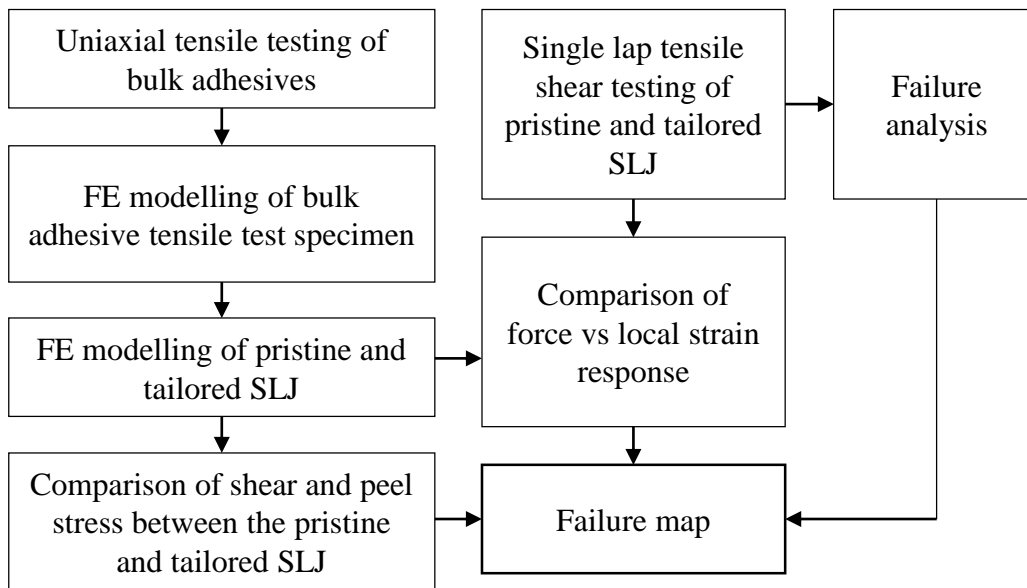 Uniaxial tensile testing of
bulk adhesives
FE modelling of bulk
adhesive tensile test specimen
FE modelling of pristine and
tailored SLJ
Comparison of shear and peel
stress between the pristine
and tailored SLJ
Single lap tensile
shear testing of
pristine and tailored
SLJ
Comparison of
force vs local strain
response
Failure map
Failure
analysis